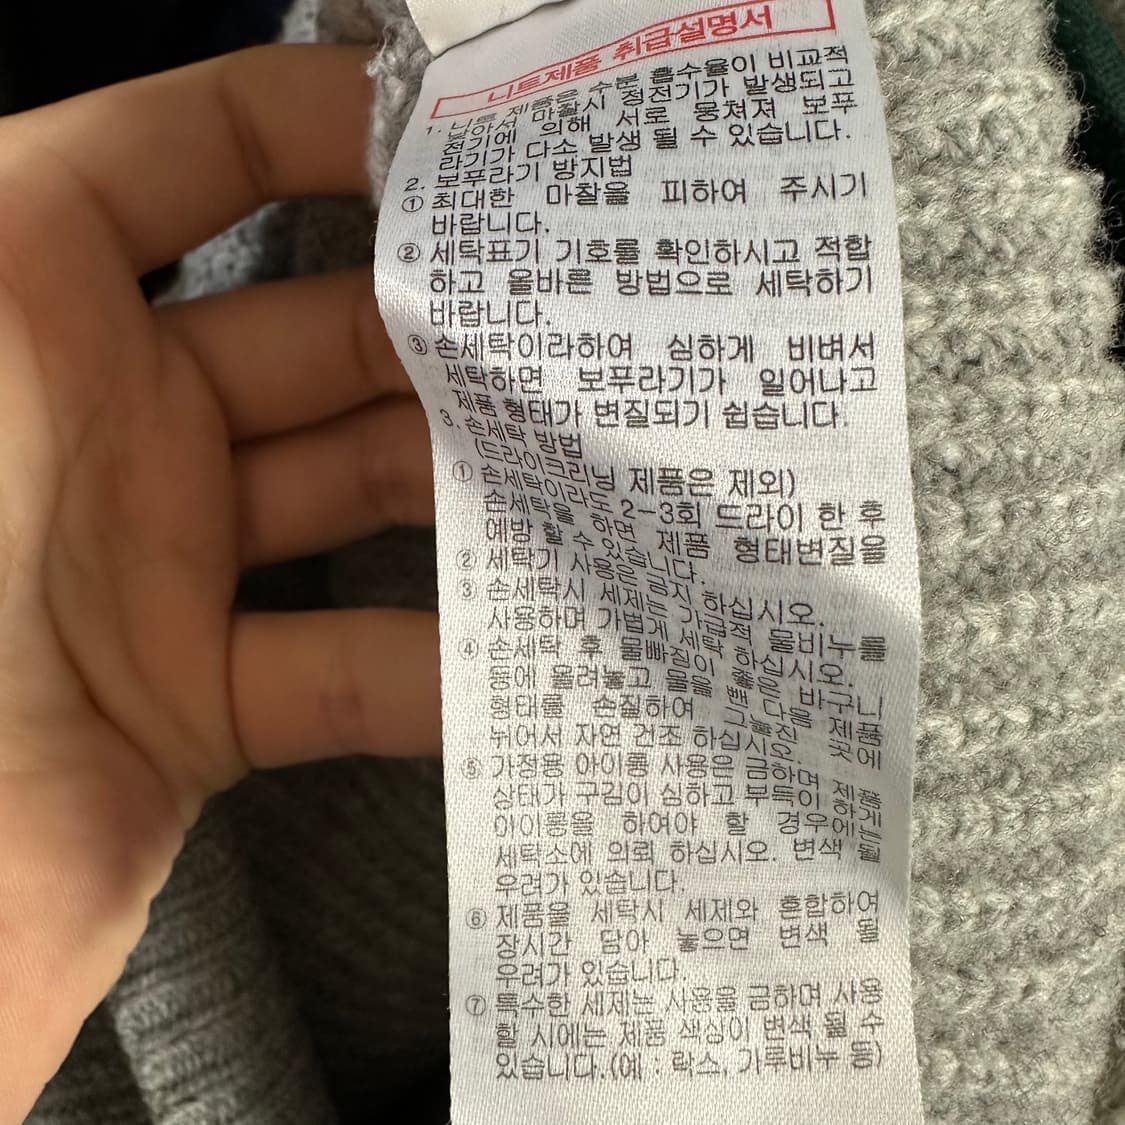 니트제품 취급설명서
1. 니트 제품은 수분 흡수율이 비교적
낮아서 마찰시 정전기가 발생되고
전기에 의해 서로 뭉쳐져 보푸
라기가 다소 발생 될 수 있습니다.
2. 보푸라기 방지법
① 최대한 마찰을 피하여 주시기
바랍니다.
② 세탁표기 기호를 확인하시고 적합
하고 올바른 방법으로 세탁하기
바랍니다.
③ 손세탁이라하여 심하게 비벼서
세탁하면 보푸라기가 일어나고
제품 형태가 변질되기 쉽습니다.
3. 손세탁 방법
(드라이크리닝 제품은 제외)
① 손세탁이라도 2-3회 드라이 한 후
손세탁을 하면 제품 형태변질을
예방 할 수 있습니다.
② 세탁기 사용은 금지 하십시오.
③ 손세탁시 세제는 가급적 물비누를
사용하며 가볍게 세탁 하십시오.
④ 손세탁 후 물빠짐이 좋은 바구니
등에 올려놓고 물을 뺀 다음 제품
형태를 손질하여 그늘진 곳에
뉘어서 자연 건조 하십시오.
⑤ 가정용 아이롱 사용은 금하며 제품
상태가 구김이 심하고 부득이 하게
아이롱을 하여야 할 경우에는
세탁소에 의뢰 하십시오. 변색 될
우려가 있습니다.
⑥ 제품을 세탁시 세제와 혼합하여
장시간 담아 놓으면 변색 될
우려가 있습니다.
⑦ 특수한 세제는 사용을 금하며 사용
할 시에는 제품 색상이 변색 될 수
있습니다.(예 : 락스, 가루비누 등)